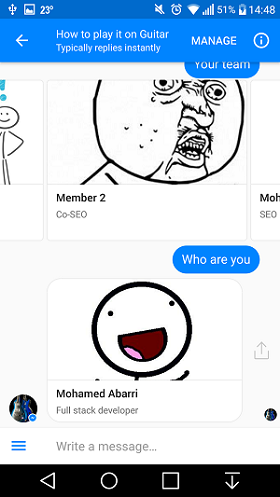 23° 51% 14:48
How to play it on Guitar
Typically replies instantly
MANAGE
Your team
Member 2
Co-SEO
Moh
SEO
Who are you
Mohamed Abarri
Full stack developer
Write a message…